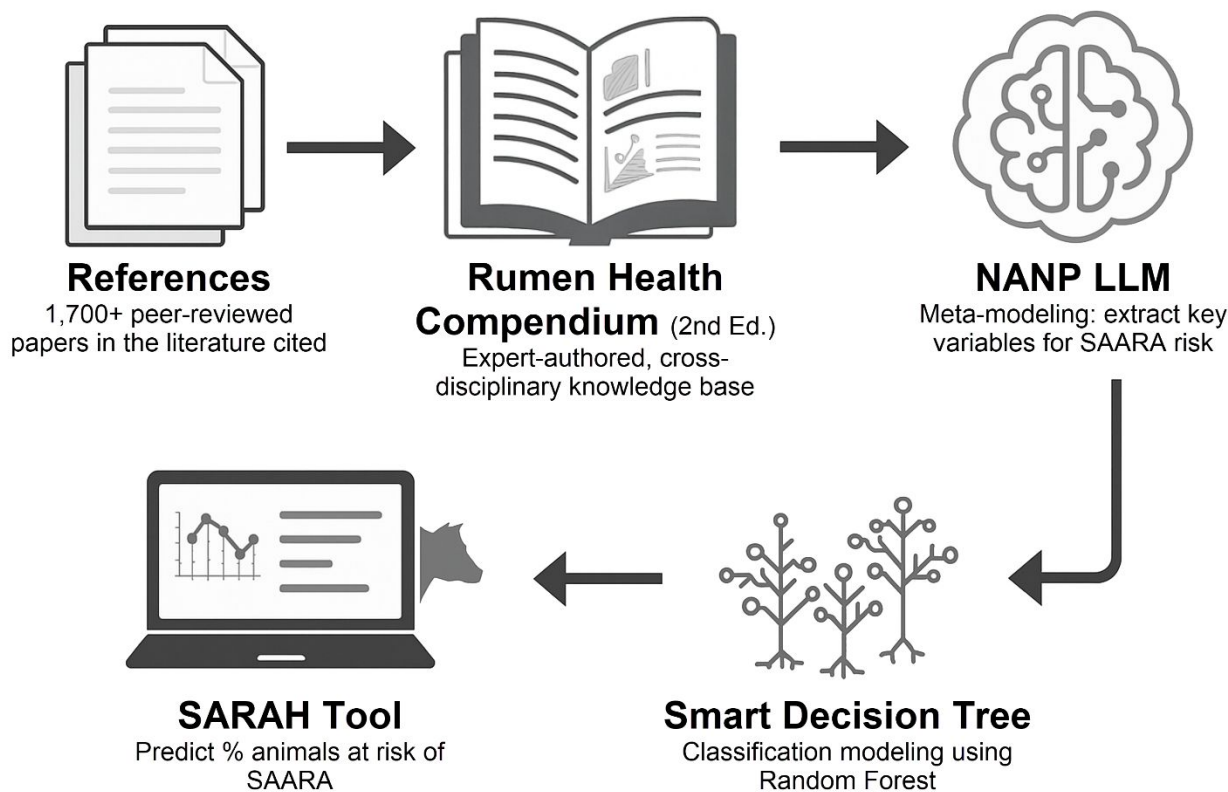 References
1,700+ peer-reviewed
papers in the literature cited
Rumen Health
Compendium (2nd Ed.)
Expert-authored, cross-
disciplinary knowledge base
NANP LLM
Meta-modeling: extract key
variables for SAARA risk
SARAH Tool
Predict % animals at risk of
SAARA
Smart Decision Tree
Classification modeling using
Random Forest